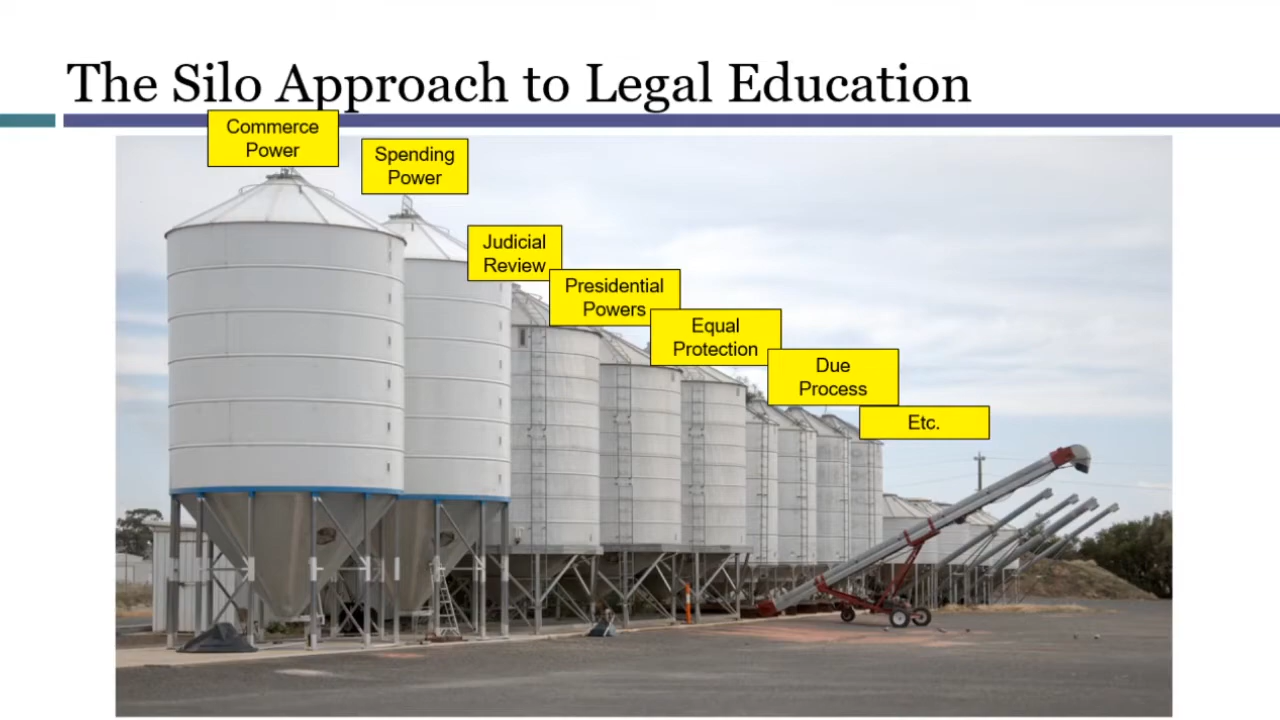 The Silo Approach to Legal Education
Commerce
Power
Spending
Power
Judicial
Review
Presidential
Powers
Equal
Protection
Due
Process
Etc.